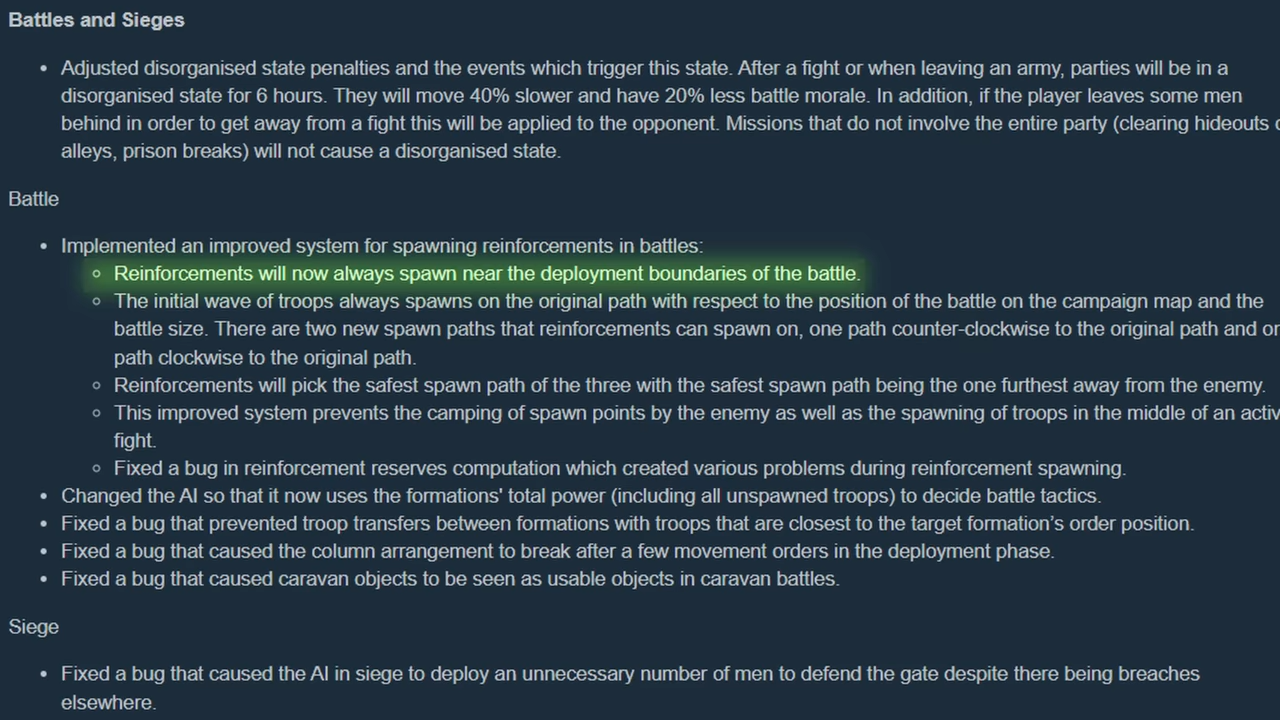 Battles and Sieges
• Adjusted disorganised state penalties and the events which trigger this state. After a fight or when leaving an army, parties will be in a
disorganised state for 6 hours. They will move 40% slower and have 20% less battle morale. In addition, if the player leaves some men
behind in order to get away from a fight this will be applied to the opponent. Missions that do not involve the entire party (clearing hideouts
alleys, prison breaks) will not cause a disorganised state.
Battle
• Implemented an improved system for spawning reinforcements in battles:
○ Reinforcements will now always spawn near the deployment boundaries of the battle.
○ The initial wave of troops always spawns on the original path with respect to the position of the battle on the campaign map and the
battle size. There are two new spawn paths that reinforcements can spawn on, one path counter-clockwise to the original path and
path clockwise to the original path.
○ Reinforcements will pick the safest spawn path of the three with the safest spawn path being the one furthest away from the enemy.
○ This improved system prevents the camping of spawn points by the enemy as well as the spawning of troops in the middle of an
fight.
○ Fixed a bug in reinforcement reserves computation which created various problems during reinforcement spawning.
• Changed the AI so that it now uses the formations' total power (including all unspawned troops) to decide battle tactics.
• Fixed a bug that prevented troop transfers between formations with troops that are closest to the target formation’s order position.
• Fixed a bug that caused the column arrangement to break after a few movement orders in the deployment phase.
• Fixed a bug that caused caravan objects to be seen as usable objects in caravan battles.
Siege
• Fixed a bug that caused the AI in siege to deploy an unnecessary number of men to defend the gate despite there being breaches
elsewhere.